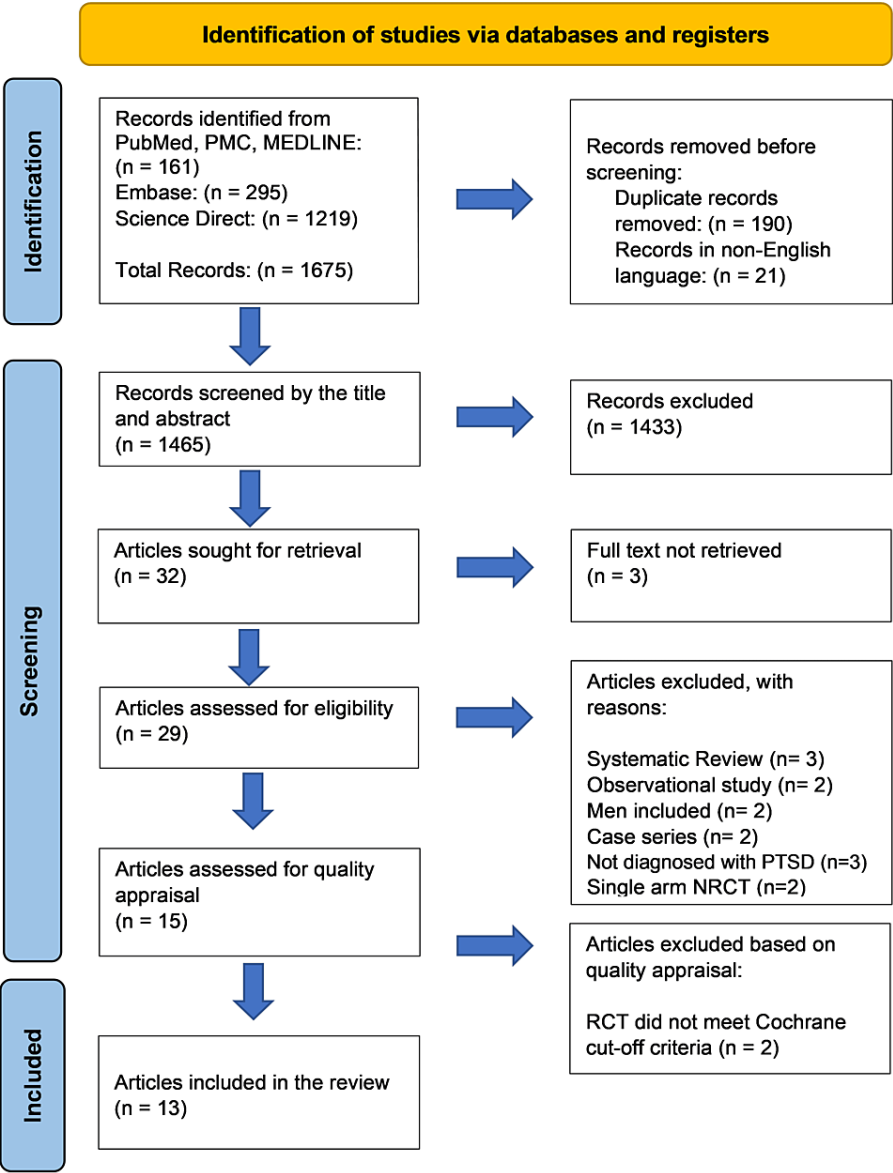 Identification of studies via databases and registers
Identification
Records identified from
PubMed, PMC, MEDLINE:
(n = 161)
Embase: (n = 295)
Science Direct: (n = 1219)
Total Records: (n = 1675)
Records removed before
screening:
Duplicate records
removed: (n = 190)
Records in non-English
language: (n = 21)
Screening
Records screened by the title
and abstract
(n = 1465)
Records excluded
(n = 1433)
Articles sought for retrieval
(n = 32)
Full text not retrieved
(n = 3)
Articles assessed for eligibility
(n = 29)
Articles excluded, with
reasons:
Systematic Review (n= 3)
Observational study (n= 2)
Men included (n= 2)
Case series (n= 2)
Not diagnosed with PTSD (n=3)
Single arm NRCT (n=2)
Articles assessed for quality
appraisal
(n = 15)
Articles excluded based on
quality appraisal:
RCT did not meet Cochrane
cut-off criteria (n = 2)
Included
Articles included in the review
(n = 13)